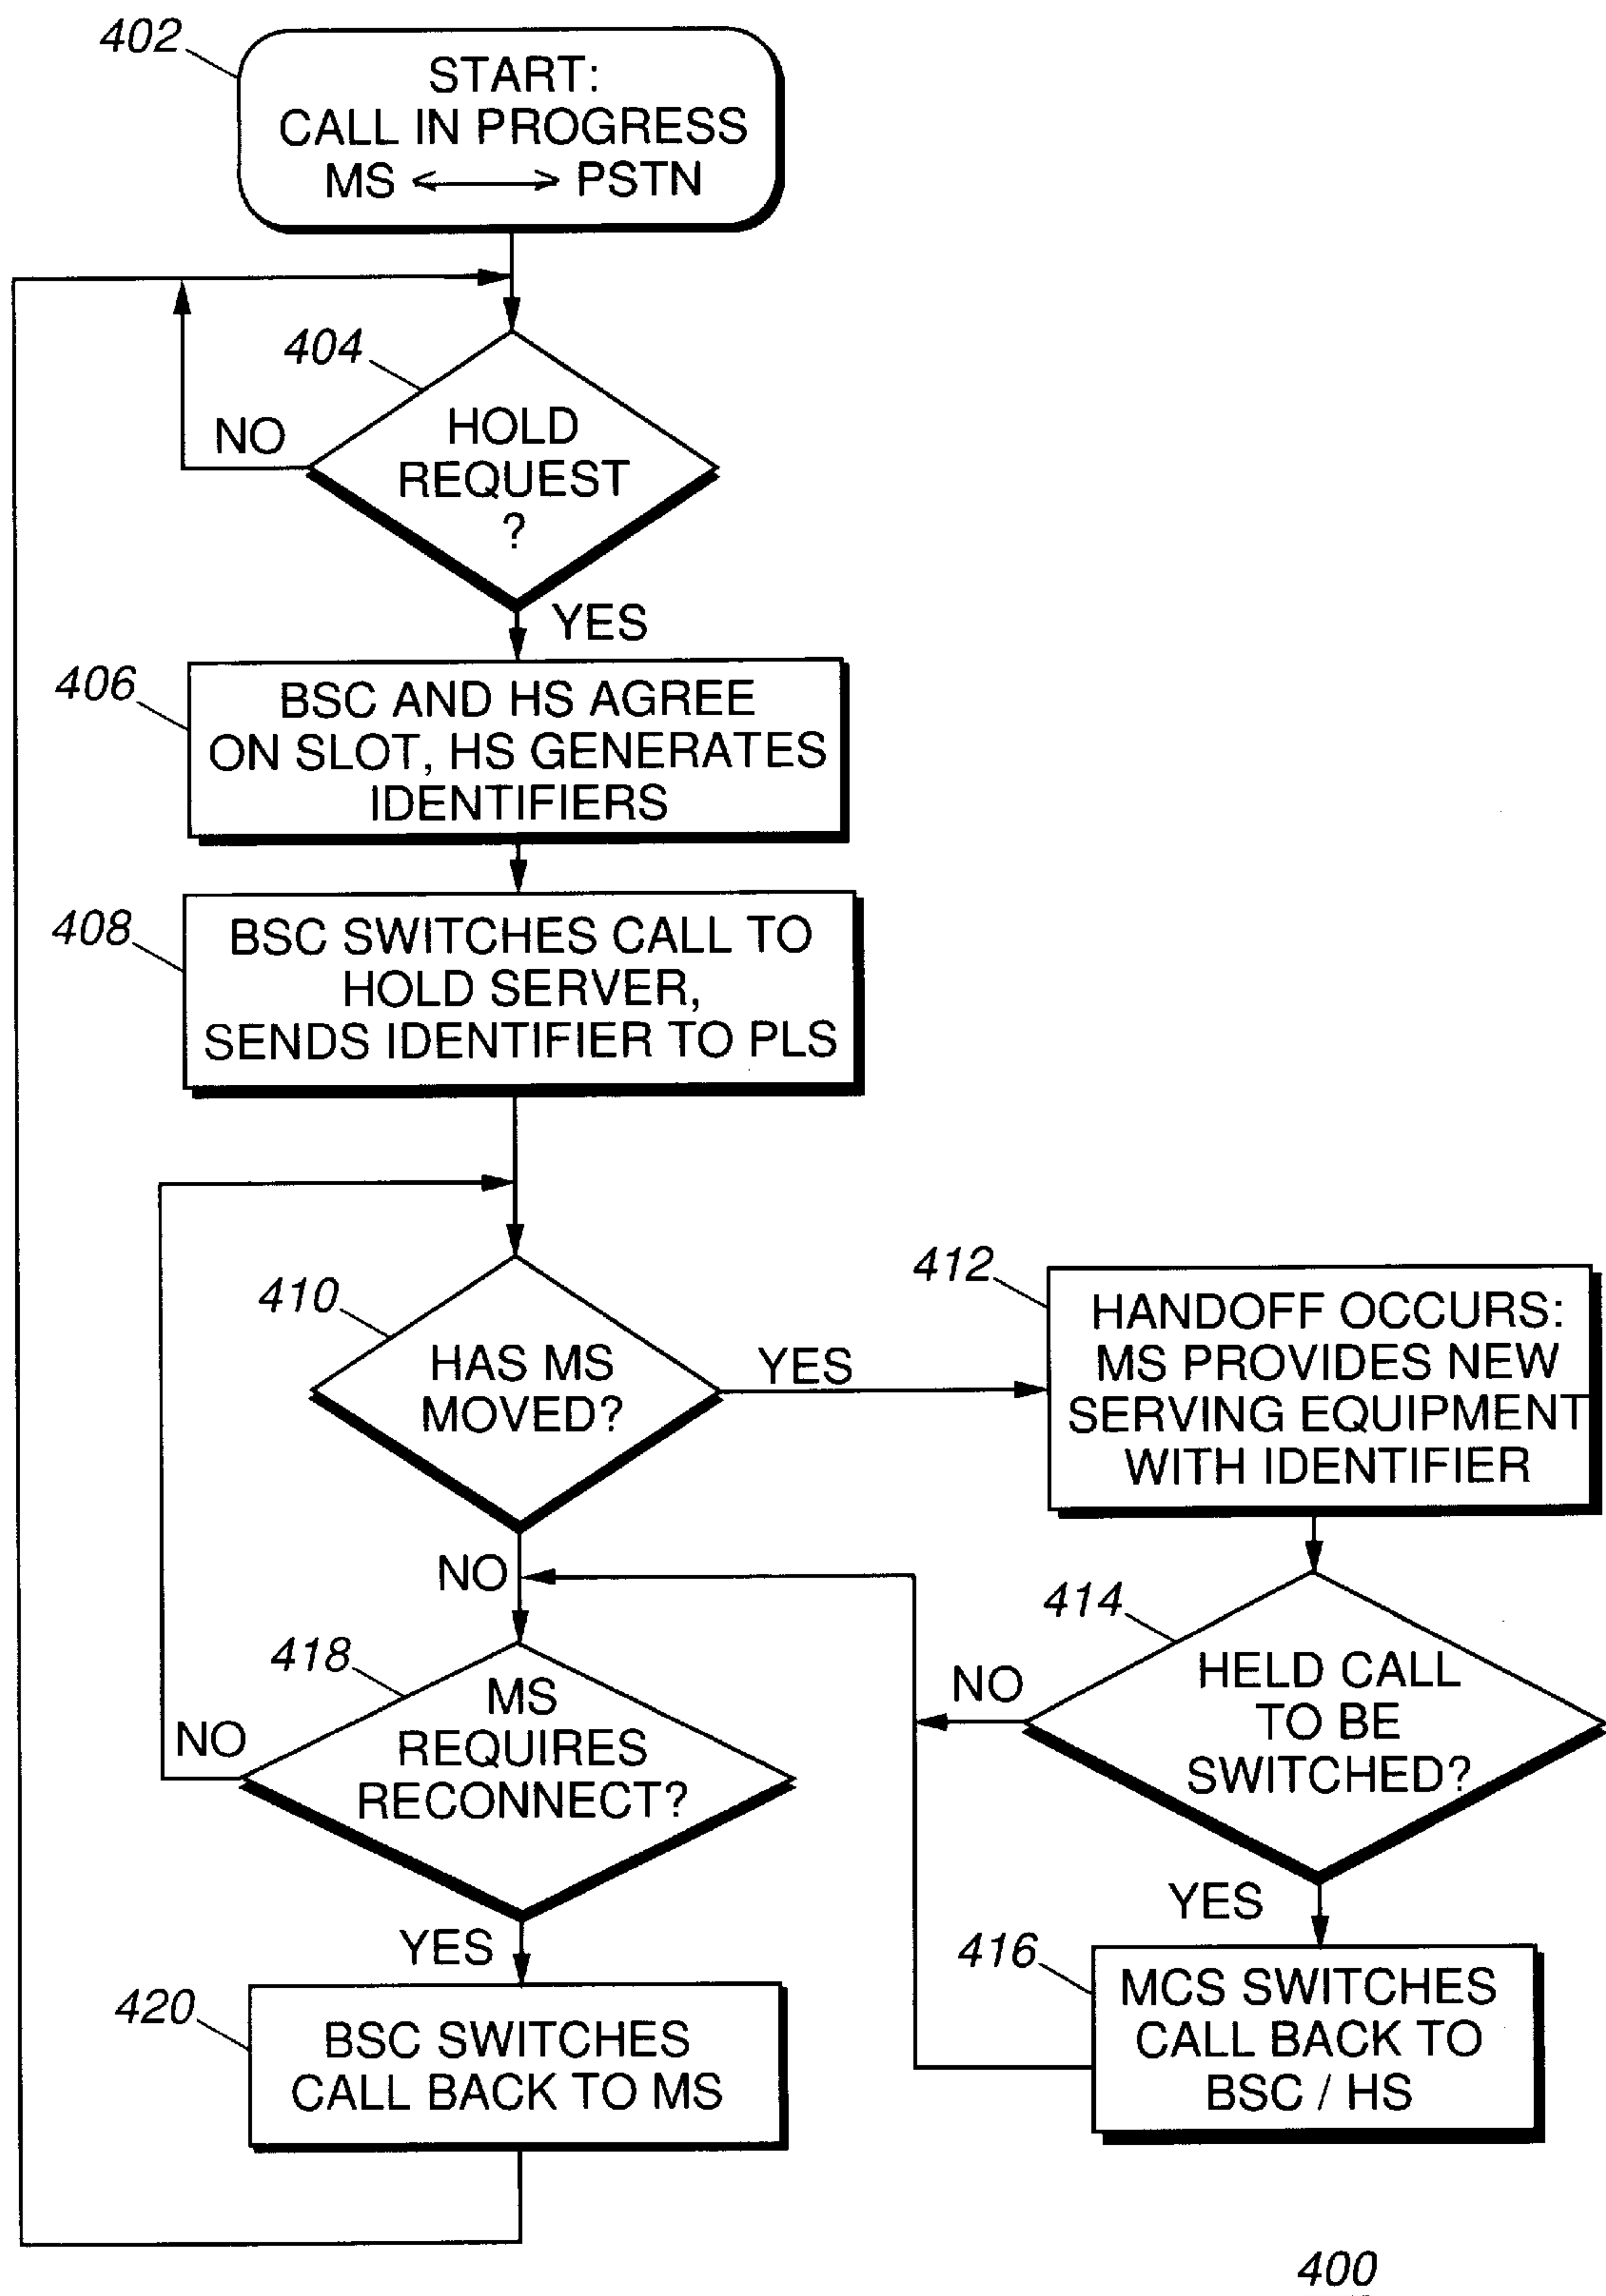 402
START:
CALL IN PROGRESS
MS <—> PSTN
404
NO
HOLD
REQUEST
?
YES
406
BSC AND HS AGREE
ON SLOT, HS GENERATES
IDENTIFIERS
408
BSC SWITCHES CALL TO
HOLD SERVER,
SENDS IDENTIFIER TO PLS
410
HAS MS
MOVED?
YES
412
HANDOFF OCCURS:
MS PROVIDES NEW
SERVING EQUIPMENT
WITH IDENTIFIER
NO
414
HELD CALL
TO BE
SWITCHED?
NO
418
MS
REQUIRES
RECONNECT?
NO
YES
YES
416
MCS SWITCHES
CALL BACK TO
BSC / HS
420
BSC SWITCHES
CALL BACK TO MS
400